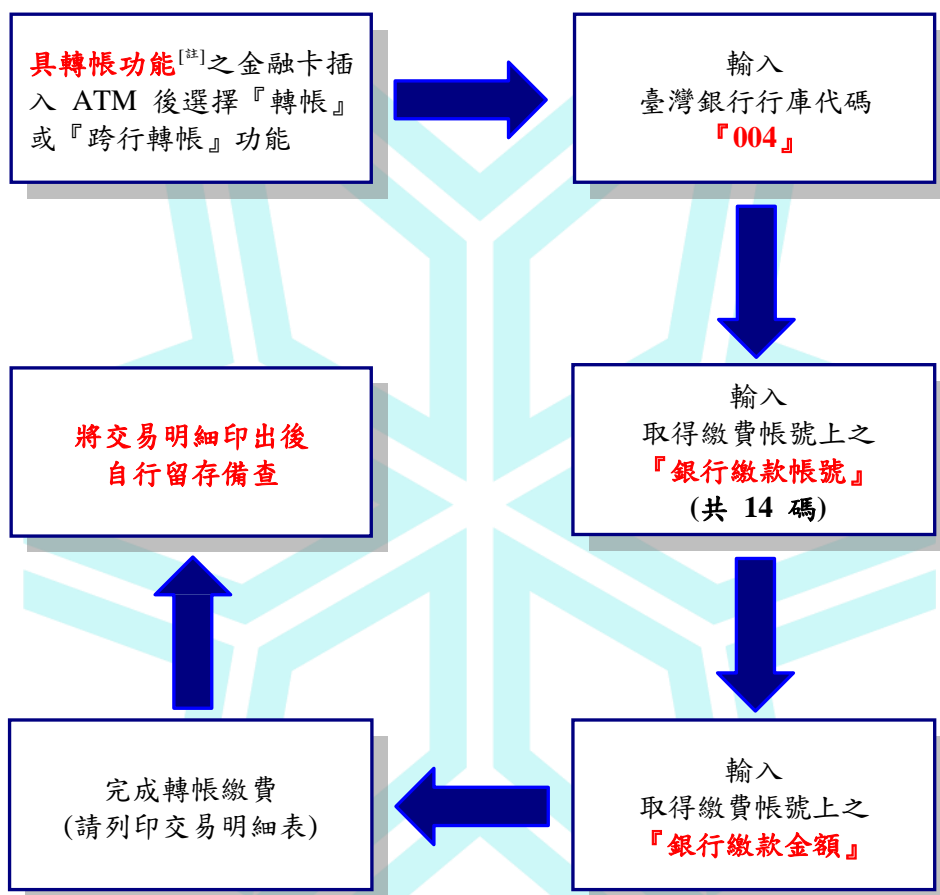 具轉帳功能[註]之金融卡插
入 ATM 後選擇『轉帳』
或『跨行轉帳』功能
輸入
臺灣銀行行庫代碼
『004』
輸入
取得繳費帳號上之
『銀行繳款帳號』
(共 14 碼)
輸入
取得繳費帳號上之
『銀行繳款金額』
完成轉帳繳費
(請列印交易明細表)
將交易明細印出後
自行留存備查